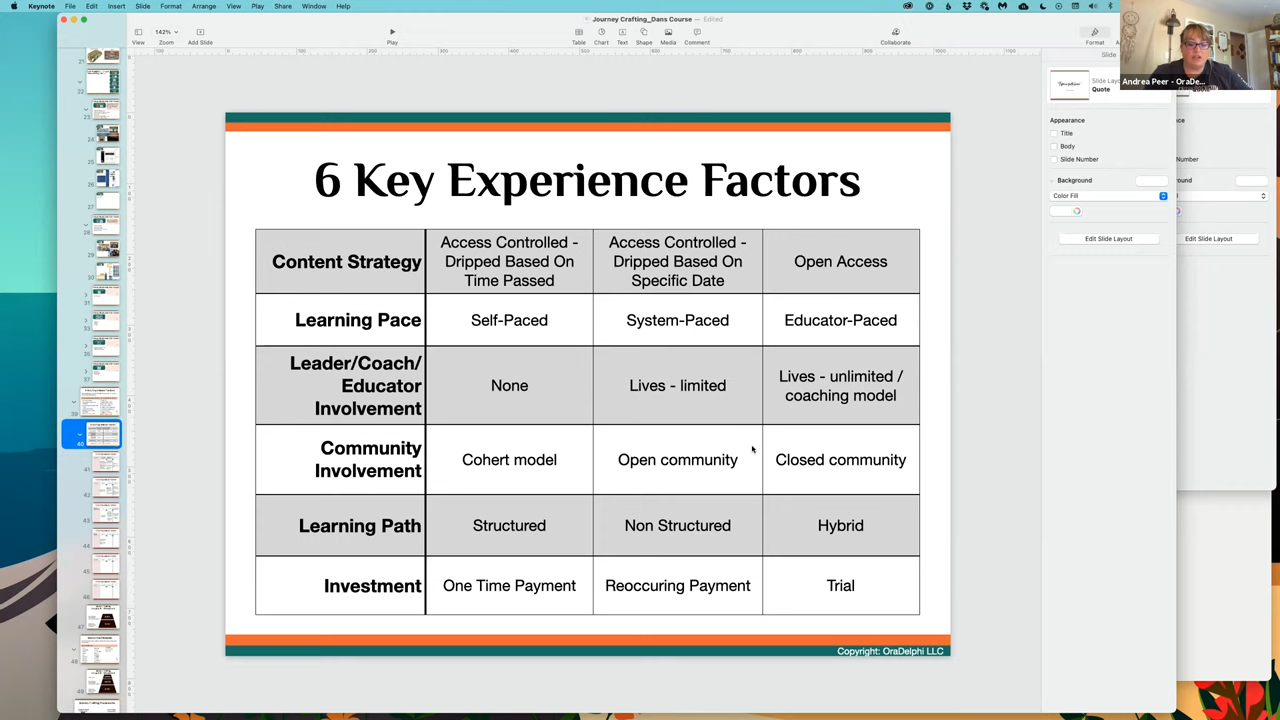 Keynote File Edit Insert Slide Format Arrange View Play Share Window Help
Journey Crafting_Dans Course — Edited
142%
View Zoom Add Slide Play Table Chart Text Shape Media Comment Collaborate Format
Slide
Andrea Peer - OraDe...
Slide Lay
Quote
Appearance
Title
Body
Slide Number
Number
Background
Color Fill
Edit Slide Layout
Edit Slide Layout
6 Key Experience Factors
Content Strategy
Access Controlled -
Dripped Based On
Time Passed
Access Controlled -
Dripped Based On
Specific Date
Open Access
Learning Pace
Self-Paced
System-Paced
Educator-Paced
Leader/Coach/
Educator
Involvement
None
Lives - limited
Lives - unlimited /
coaching model
Community
Involvement
Cohert
Open community
community
Learning Path
Structured
Non Structured
Hybrid
Investment
One Time Payment
Reoccuring Payment
Trial
Copyright: OraDelphi LLC